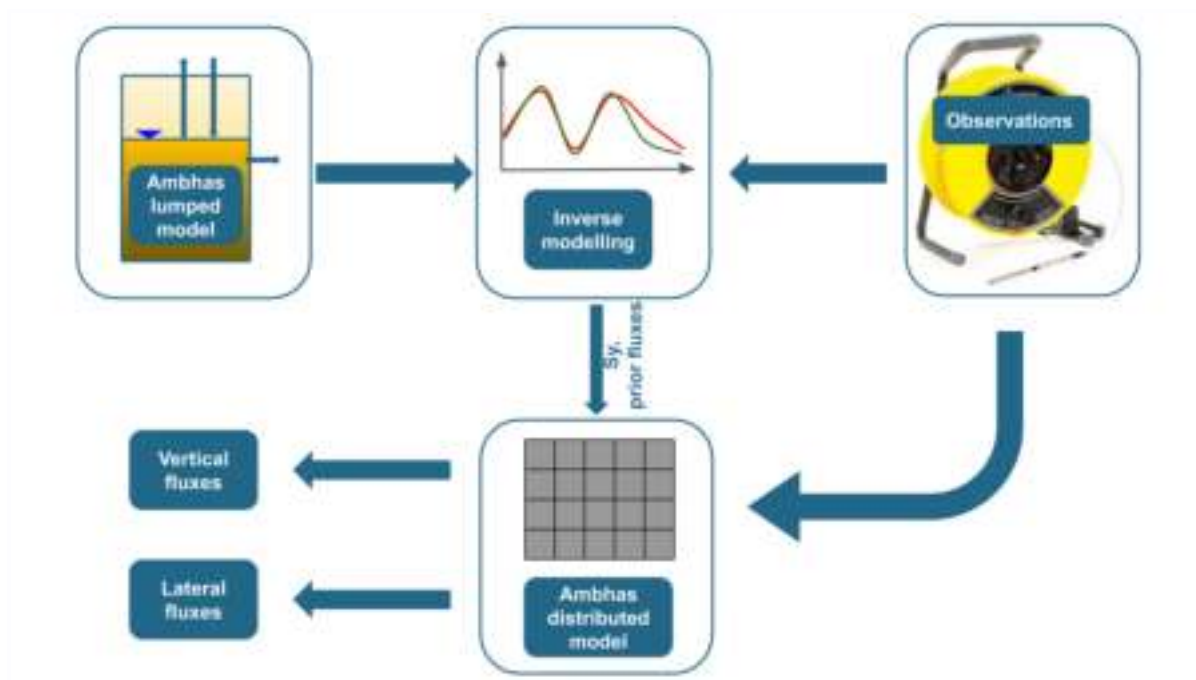 Ambhas
lumped
model
Inverse
modelling
Observations
Sy,
prior fluxes
Vertical
fluxes
Lateral
fluxes
Ambhas
distributed
model